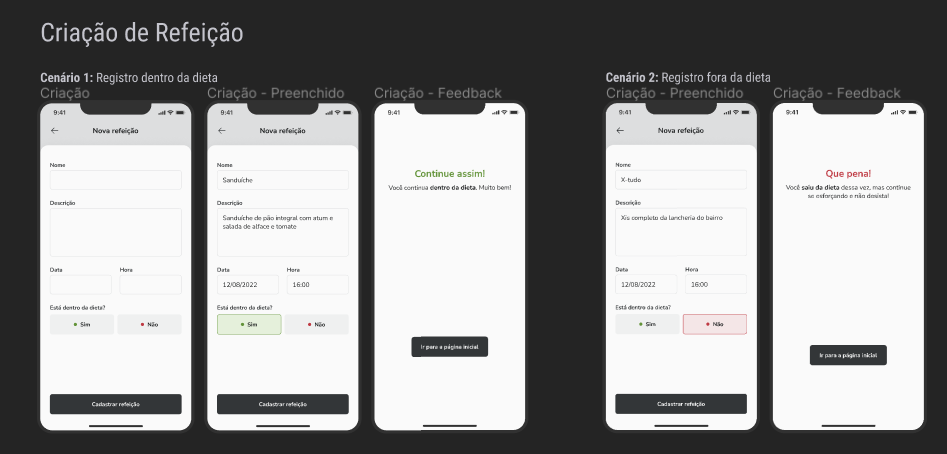 Criação de Refeição
Cenário 1: Registro dentro da dieta
Criação
9:41
Nova refeição
Nome
Descrição
Data
Hora
Está dentro da dieta?
Sim
Não
Cadastrar refeição
Criação - Preenchido
9:41
Nova refeição
Nome
Sanduíche
Descrição
Sanduíche de pão integral com atum e
salada de alface e tomate
Data
Hora
12/08/2022
16:00
Está dentro da dieta?
Sim
Não
Cadastrar refeição
Criação - Feedback
9:41
Continue assim!
Você continua dentro da dieta. Muito bem!
Ir para a página inicial
Cenário 2: Registro fora da dieta
Criação - Preenchido
9:41
Nova refeição
Nome
X-tudo
Descrição
Xis completo da lancheria do bairro
Data
Hora
12/08/2022
16:00
Está dentro da dieta?
Sim
Não
Cadastrar refeição
Criação - Feedback
9:41
Que pena!
Você saiu da dieta dessa vez, mas continue
se esforçando e não desista!
Ir para a página inicial